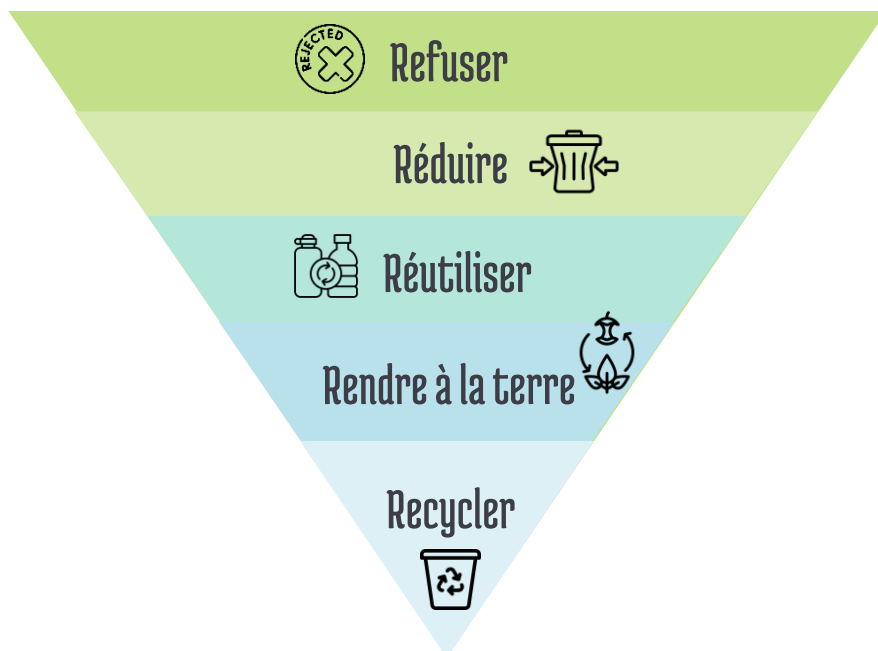 REJECTED
Refuser
Réduire
Réutiliser
Rendre à la terre
Recycler